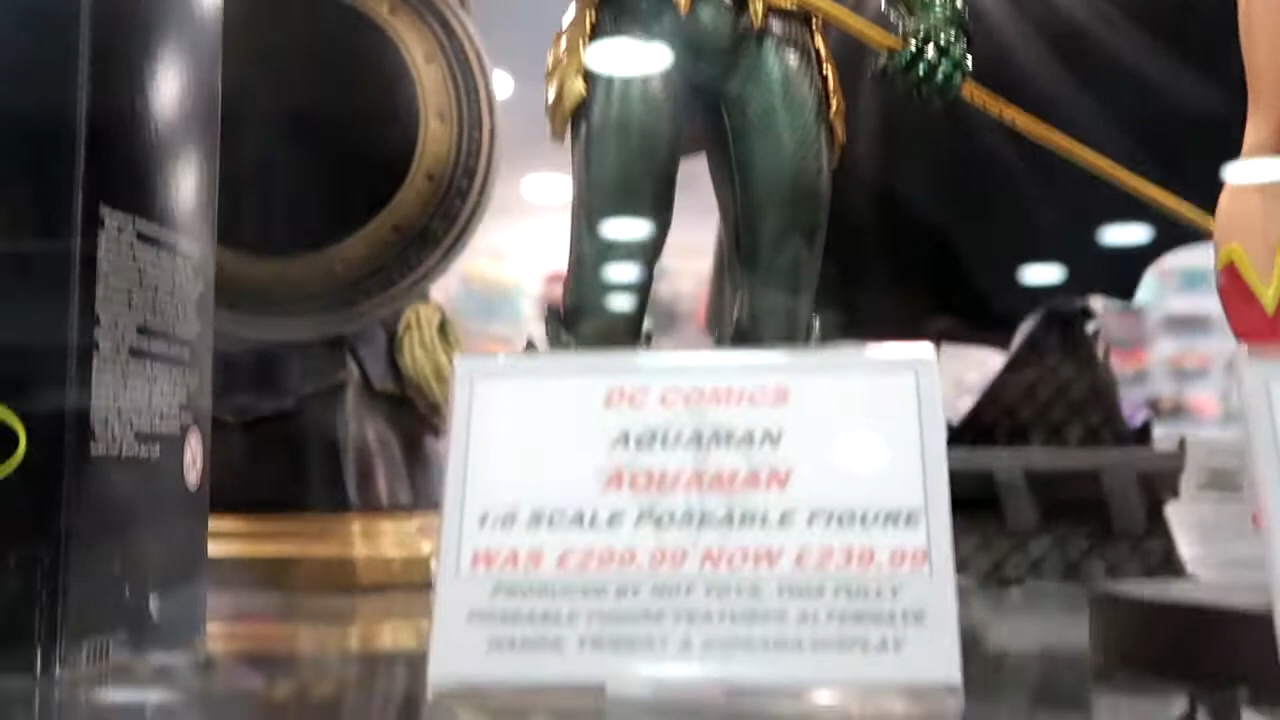 DC COMICS
AQUAMAN
AQUAMAN
1:6 SCALE POSEABLE FIGURE
WAS £299.99 NOW £239.99
PRODUCED BY HOT TOYS, THIS FULLY
POSEABLE FIGURE FEATURES ALTERNATE
HANDS, TRIDENT & DIORAMA DISPLAY